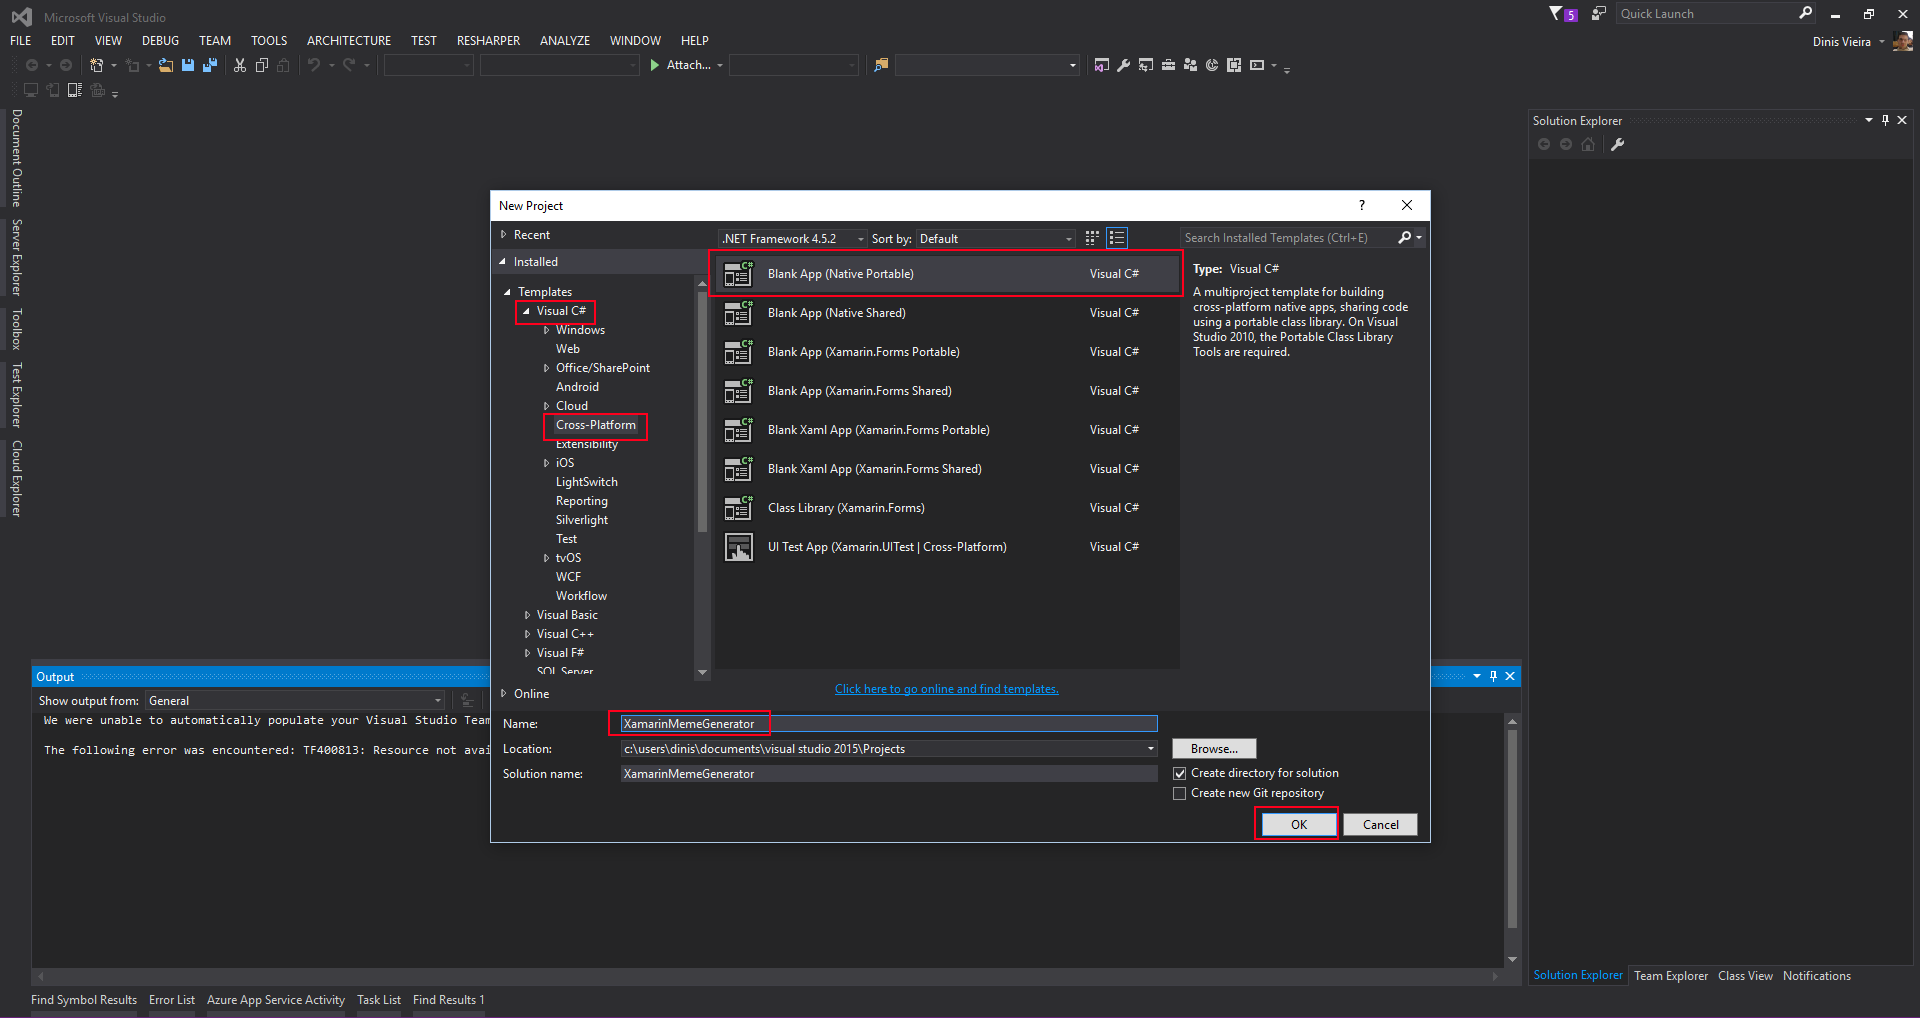 Microsoft Visual Studio
5
Quick Launch
FILE EDIT VIEW DEBUG TEAM TOOLS ARCHITECTURE TEST RESHARPER ANALYZE WINDOW HELP
Dinis Vieira
Attach...
Document Outline
Server Explorer
Toolbox
Test Explorer
Cloud Explorer
Solution Explorer
New Project
?
Recent
.NET Framework 4.5.2
Sort by: Default
Search Installed Templates (Ctrl+E)
Installed
Templates
Visual C#
Windows
Web
Office/SharePoint
Android
Cloud
Cross-Platform
Extensibility
iOS
LightSwitch
Reporting
Silverlight
Test
tvOS
WCF
Workflow
Visual Basic
Visual C++
Visual F#
SQL Server
Online
C# Blank App (Native Portable) Visual C#
C# Blank App (Native Shared) Visual C#
C# Blank App (Xamarin.Forms Portable) Visual C#
C# Blank App (Xamarin.Forms Shared) Visual C#
C# Blank Xaml App (Xamarin.Forms Portable) Visual C#
C# Blank Xaml App (Xamarin.Forms Shared) Visual C#
C# Class Library (Xamarin.Forms) Visual C#
UI Test App (Xamarin.UITest | Cross-Platform) Visual C#
Click here to go online and find templates.
Type: Visual C#
A multiproject template for building
cross-platform native apps, sharing code
using a portable class library. On Visual
Studio 2010, the Portable Class Library
Tools are required.
Name: XamarinMemeGenerator
Location: c:\users\dinis\documents\visual studio 2015\Projects
Browse...
Solution name: XamarinMemeGenerator
Create directory for solution
Create new Git repository
OK
Cancel
Output
Show output from: General
We were unable to automatically populate your Visual Studio Team
The following error was encountered: TF400813: Resource not avai
Solution Explorer Team Explorer Class View Notifications
Find Symbol Results Error List Azure App Service Activity Task List Find Results 1